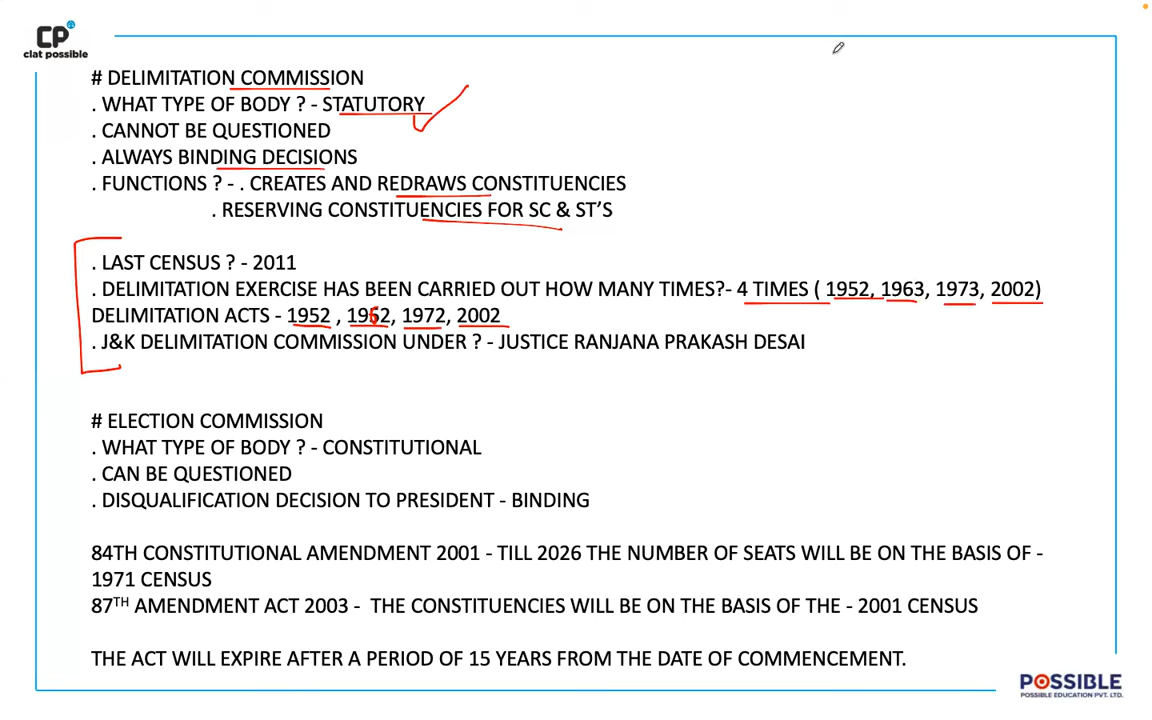 CP
clat possible
# DELIMITATION COMMISSION
. WHAT TYPE OF BODY ? - STATUTORY
. CANNOT BE QUESTIONED
. ALWAYS BINDING DECISIONS
. FUNCTIONS ? - . CREATES AND REDRAWS CONSTITUENCIES
. RESERVING CONSTITUENCIES FOR SC & ST'S
. LAST CENSUS ? - 2011
. DELIMITATION EXERCISE HAS BEEN CARRIED OUT HOW MANY TIMES?- 4 TIMES ( 1952, 1963, 1973, 2002)
DELIMITATION ACTS - 1952 , 1962, 1972, 2002
. J&K DELIMITATION COMMISSION UNDER ? - JUSTICE RANJANA PRAKASH DESAI
# ELECTION COMMISSION
. WHAT TYPE OF BODY ? - CONSTITUTIONAL
. CAN BE QUESTIONED
. DISQUALIFICATION DECISION TO PRESIDENT - BINDING
84TH CONSTITUTIONAL AMENDMENT 2001 - TILL 2026 THE NUMBER OF SEATS WILL BE ON THE BASIS OF -
1971 CENSUS
87TH AMENDMENT ACT 2003 - THE CONSTITUENCIES WILL BE ON THE BASIS OF THE - 2001 CENSUS
THE ACT WILL EXPIRE AFTER A PERIOD OF 15 YEARS FROM THE DATE OF COMMENCEMENT.
POSSIBLE
POSSIBLE EDUCATION PVT. LTD.